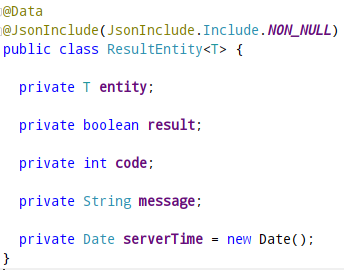 @Data
@JsonInclude(JsonInclude.Include.NON_NULL)
public class ResultEntity<T> {
private T entity;
private boolean result;
private int code;
private String message;
private Date serverTime = new Date();
}